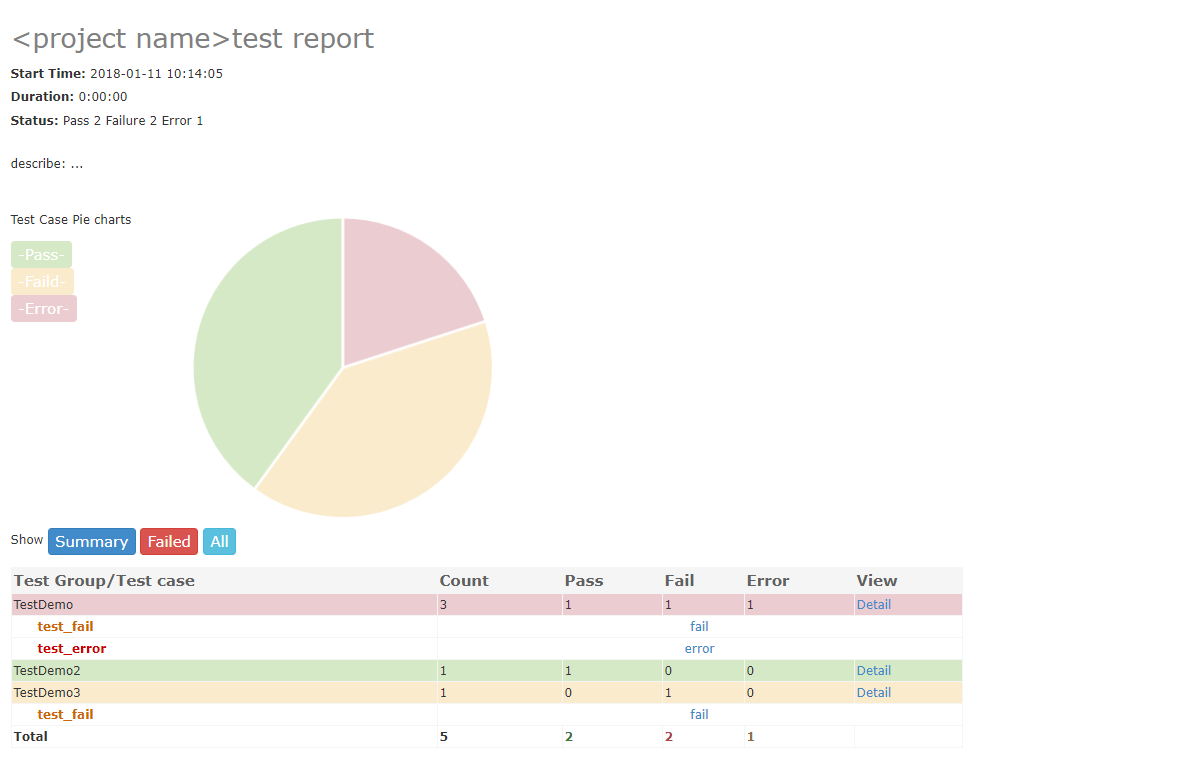 <project name>test report
Start Time: 2018-01-11 10:14:05
Duration: 0:00:00
Status: Pass 2 Failure 2 Error 1
describe: ...
Test Case Pie charts
-Pass-
-Faild-
-Error-
Show Summary Failed All
Test Group/Test case Count Pass Fail Error View
TestDemo 3 1 1 1 Detail
test_fail fail
test_error error
TestDemo2 1 1 0 0 Detail
TestDemo3 1 0 1 0 Detail
test_fail fail
Total 5 2 2 1